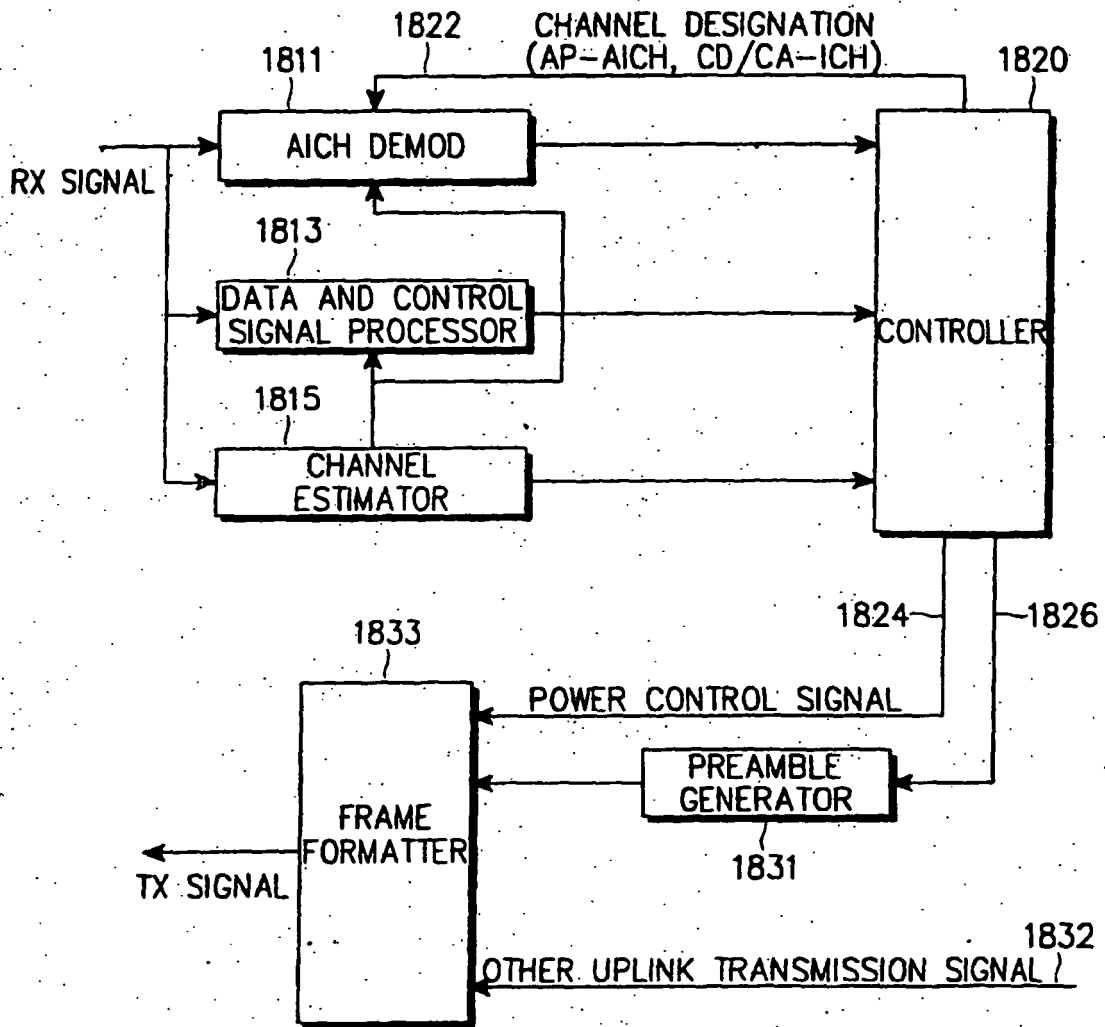 1822
CHANNEL DESIGNATION
(AP-AICH, CD/CA-ICH)
1811
1820
AICH DEMOD
RX SIGNAL
1813
DATA AND CONTROL
SIGNAL PROCESSOR
CONTROLLER
1815
CHANNEL
ESTIMATOR
1824
1826
1833
POWER CONTROL SIGNAL
PREAMBLE
GENERATOR
FRAME
FORMATTER
1831
TX SIGNAL
1832
OTHER UPLINK TRANSMISSION SIGNAL